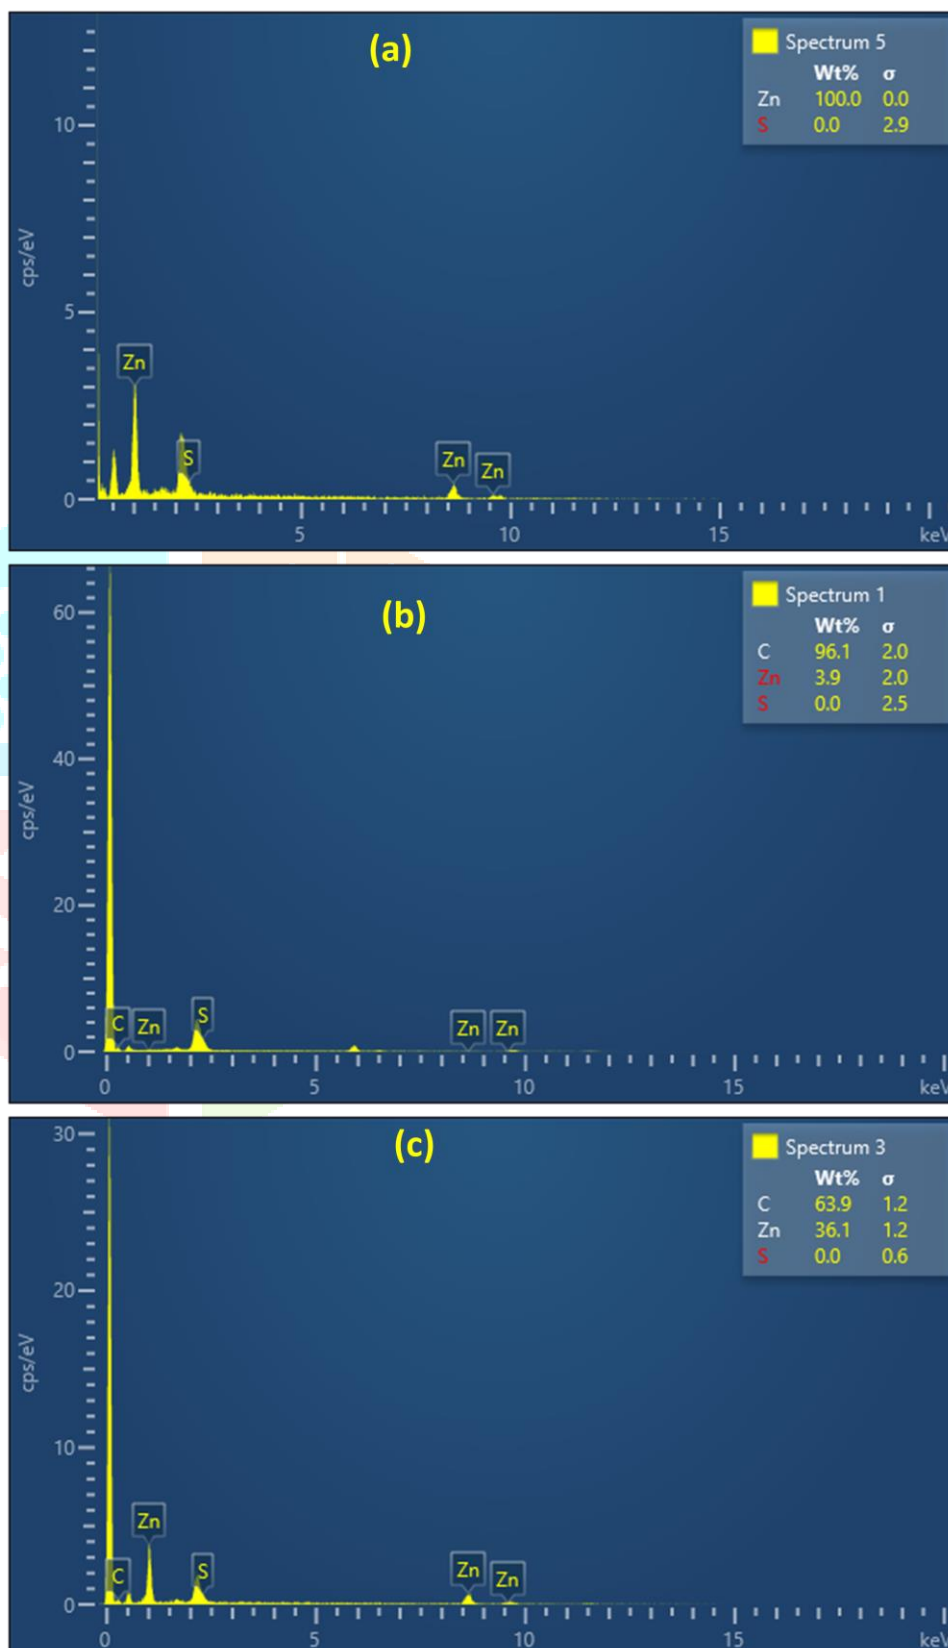 (a)
Spectrum 5
Wt% σ
Zn 100.0 0.0
S 0.0 2.9
10
cps/eV
5
Zn
S
Zn
Zn
0
5 10 15 keV
(b)
Spectrum 1
Wt% σ
C 96.1 2.0
Zn 3.9 2.0
S 0.0 2.5
60
40
cps/eV
20
C Zn S Zn Zn
0
0 5 10 15 keV
(c)
Spectrum 3
Wt% σ
C 63.9 1.2
Zn 36.1 1.2
S 0.0 0.6
30
20
cps/eV
10
Zn
C S Zn Zn
0
0 5 10 15 keV